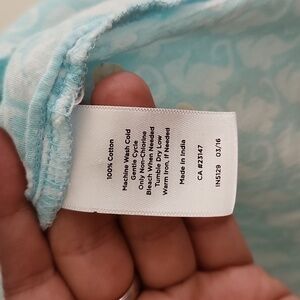 100% Cotton
Machine Wash Cold
Gentle Cycle
Only Non-Chlorine
Bleach When Needed
Tumble Dry Low
Warm Iron, if Needed
Made in India
CA #23147
IN5129 03/16